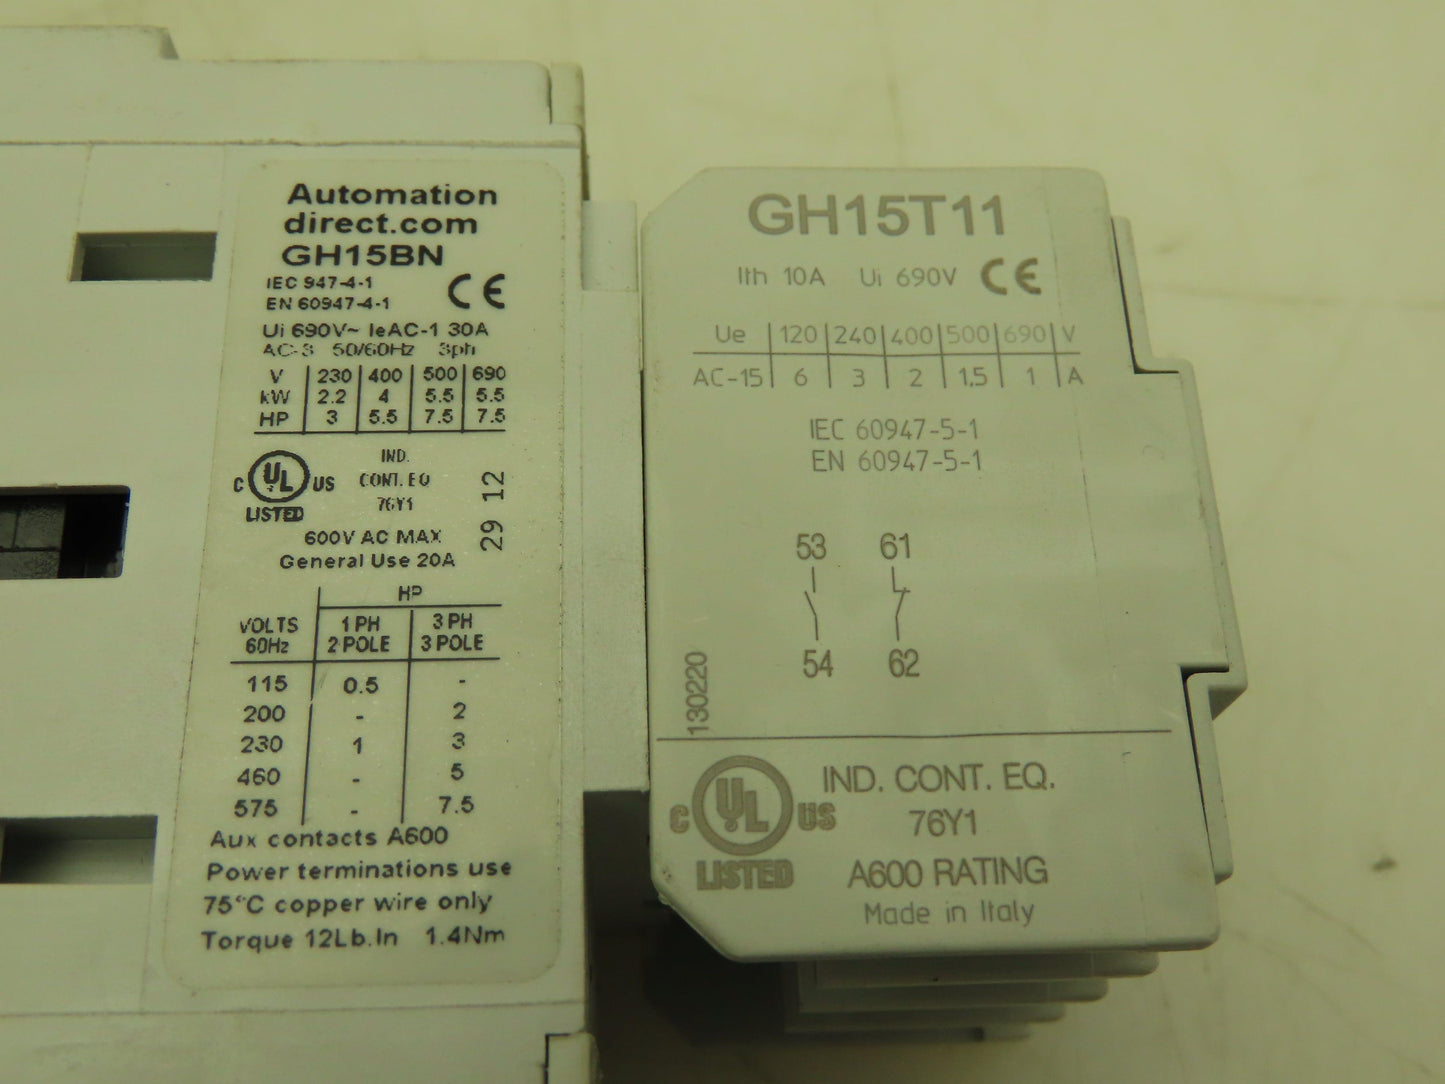 Automation
direct.com
GH15BN
IEC 947-4-1
EN 60947-4-1
CE
Ui 690V~ IeAC-1 30A
AC-3 50/60Hz 3ph
V 230 400 500 690
kW 2.2 4 5.5 5.5
HP 3 5.5 7.5 7.5
C UL US
LISTED
IND.
CONT. EQ
76Y1
29 12
600V AC MAX
General Use 20A
HP
VOLTS 1 PH 3 PH
60Hz 2 POLE 3 POLE
115 0.5 -
200 - 2
230 1 3
460 - 5
575 - 7.5
Aux contacts A600
Power terminations use
75°C copper wire only
Torque 12Lb.In 1.4Nm
GH15T11
Ith 10A Ui 690V CE
Ue 120 240 400 500 690 V
AC-15 6 3 2 1.5 1 A
IEC 60947-5-1
EN 60947-5-1
53 61
54 62
130220
C UL US
LISTED
IND. CONT. EQ.
76Y1
A600 RATING
Made in Italy